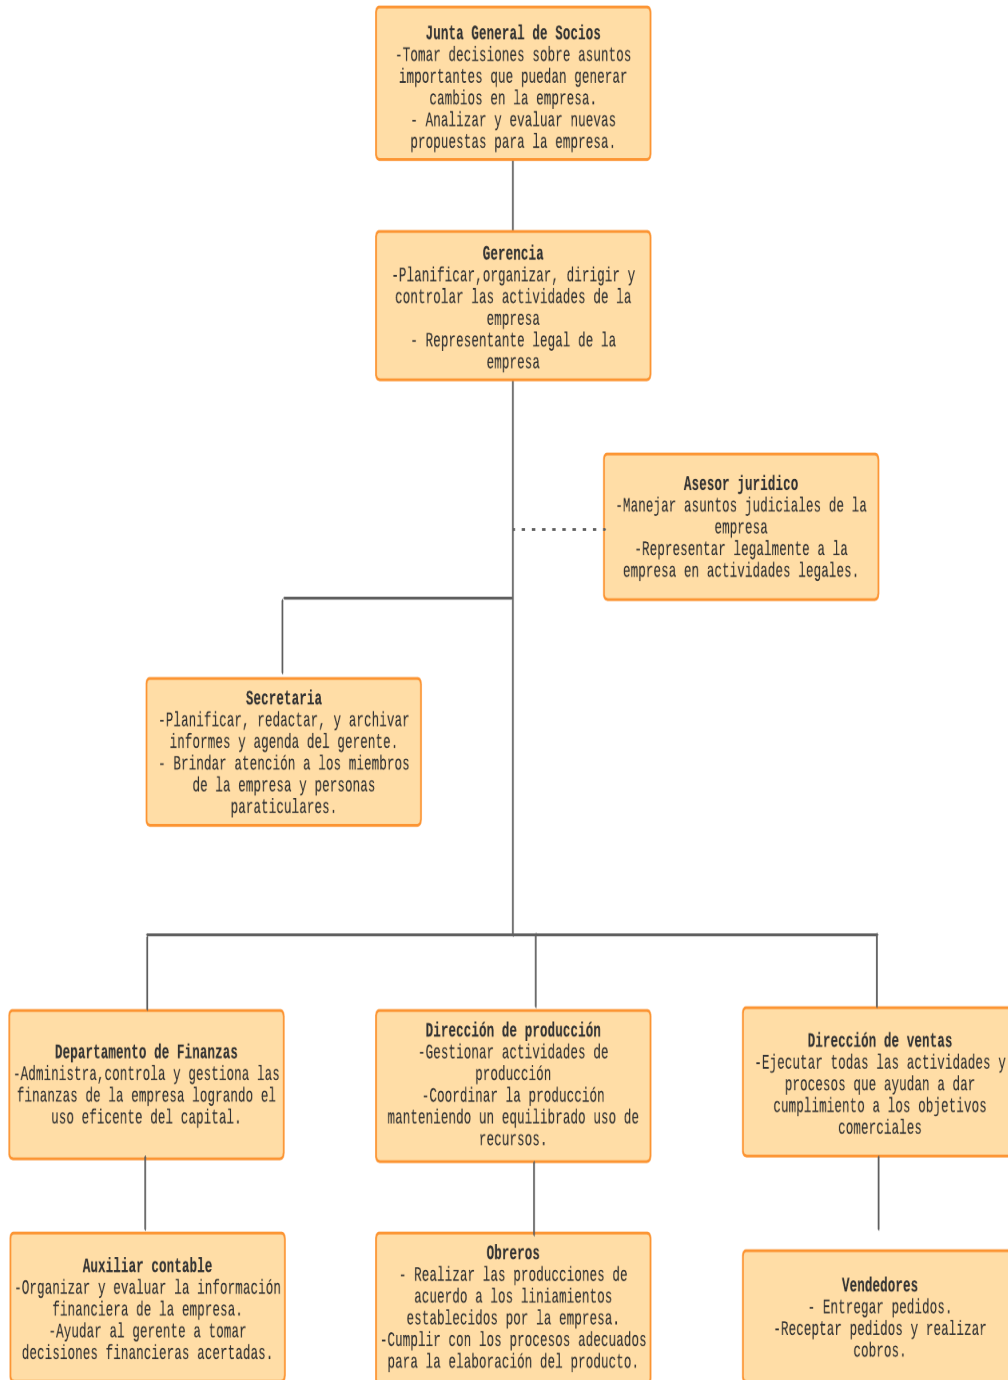 Junta General de Socios
-Tomar decisiones sobre asuntos
importantes que puedan generar
cambios en la empresa.
- Analizar y evaluar nuevas
propuestas para la empresa.
Gerencia
-Planificar,organizar, dirigir y
controlar las actividades de la
empresa
- Representante legal de la
empresa
Asesor juridico
-Manejar asuntos judiciales de la
empresa
-Representar legalmente a la
empresa en actividades legales.
Secretaria
-Planificar, redactar, y archivar
informes y agenda del gerente.
- Brindar atención a los miembros
de la empresa y personas
paraticulares.
Departamento de Finanzas
-Administra,controla y gestiona las
finanzas de la empresa logrando el
uso eficente del capital.
Dirección de producción
-Gestionar actividades de
producción
-Coordinar la producción
manteniendo un equilibrado uso de
recursos.
Dirección de ventas
-Ejecutar todas las actividades y
procesos que ayudan a dar
cumplimiento a los objetivos
comerciales
Auxiliar contable
-Organizar y evaluar la información
financiera de la empresa.
-Ayudar al gerente a tomar
decisiones financieras acertadas.
Obreros
- Realizar las producciones de
acuerdo a los liniamientos
establecidos por la empresa.
-Cumplir con los procesos adecuados
para la elaboración del producto.
Vendedores
- Entregar pedidos.
-Receptar pedidos y realizar
cobros.